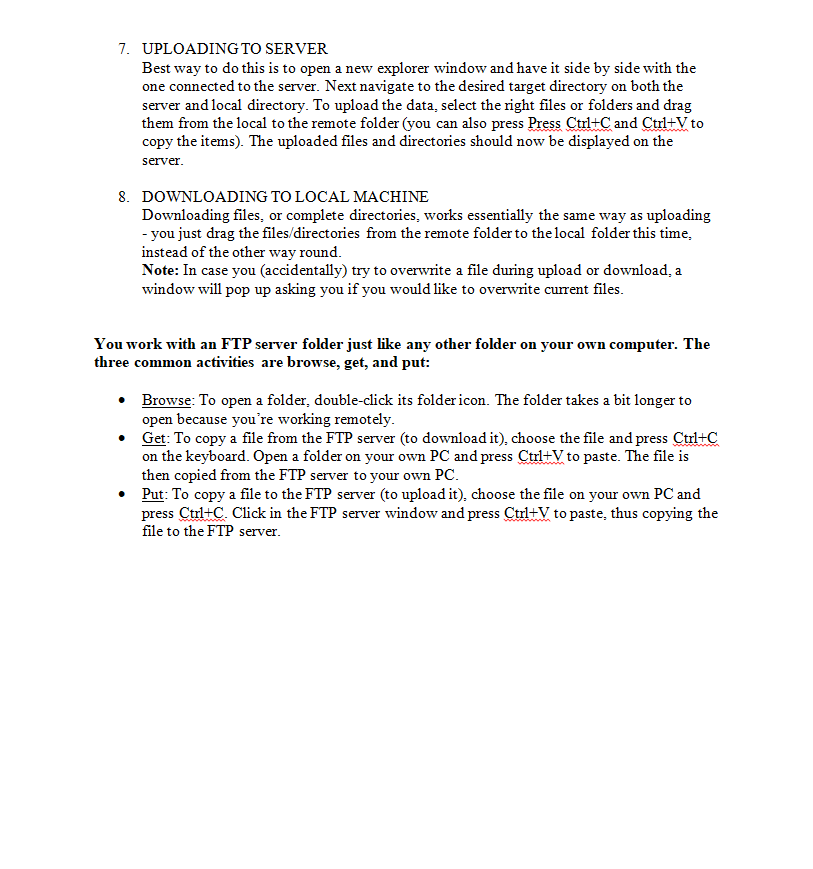 7. UPLOADING TO SERVER
Best way to do this is to open a new explorer window and have it side by side with the
one connected to the server. Next navigate to the desired target directory on both the
server and local directory. To upload the data, select the right files or folders and drag
them from the local to the remote folder (you can also press Press Ctrl+C and Ctrl+V to
copy the items). The uploaded files and directories should now be displayed on the
server.
8. DOWNLOADING TO LOCAL MACHINE
Downloading files, or complete directories, works essentially the same way as uploading
- you just drag the files/directories from the remote folder to the local folder this time,
instead of the other way round.
Note: In case you (accidentally) try to overwrite a file during upload or download, a
window will pop up asking you if you would like to overwrite current files.
You work with an FTP server folder just like any other folder on your own computer. The
three common activities are browse, get, and put:
• Browse: To open a folder, double-click its folder icon. The folder takes a bit longer to
open because you're working remotely.
• Get: To copy a file from the FTP server (to download it), choose the file and press Ctrl+C
on the keyboard. Open a folder on your own PC and press Ctrl+V to paste. The file is
then copied from the FTP server to your own PC.
• Put: To copy a file to the FTP server (to upload it), choose the file on your own PC and
press Ctrl+C. Click in the FTP server window and press Ctrl+V to paste, thus copying the
file to the FTP server.